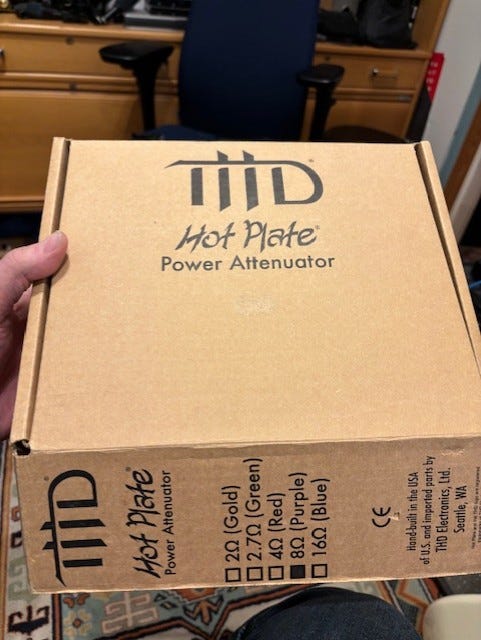 THD
Hot Plate®
Power Attenuator
THD
Hot Plate®
Power Attenuator
☐ 2Ω (Gold)
☐ 2.7Ω (Green)
☐ 4Ω (Red)
■ 8Ω (Purple)
☐ 16Ω (Blue)
CE
Hand-built in the USA
of U.S. and imported parts by
THD Electronics, Ltd.
Seattle, WA